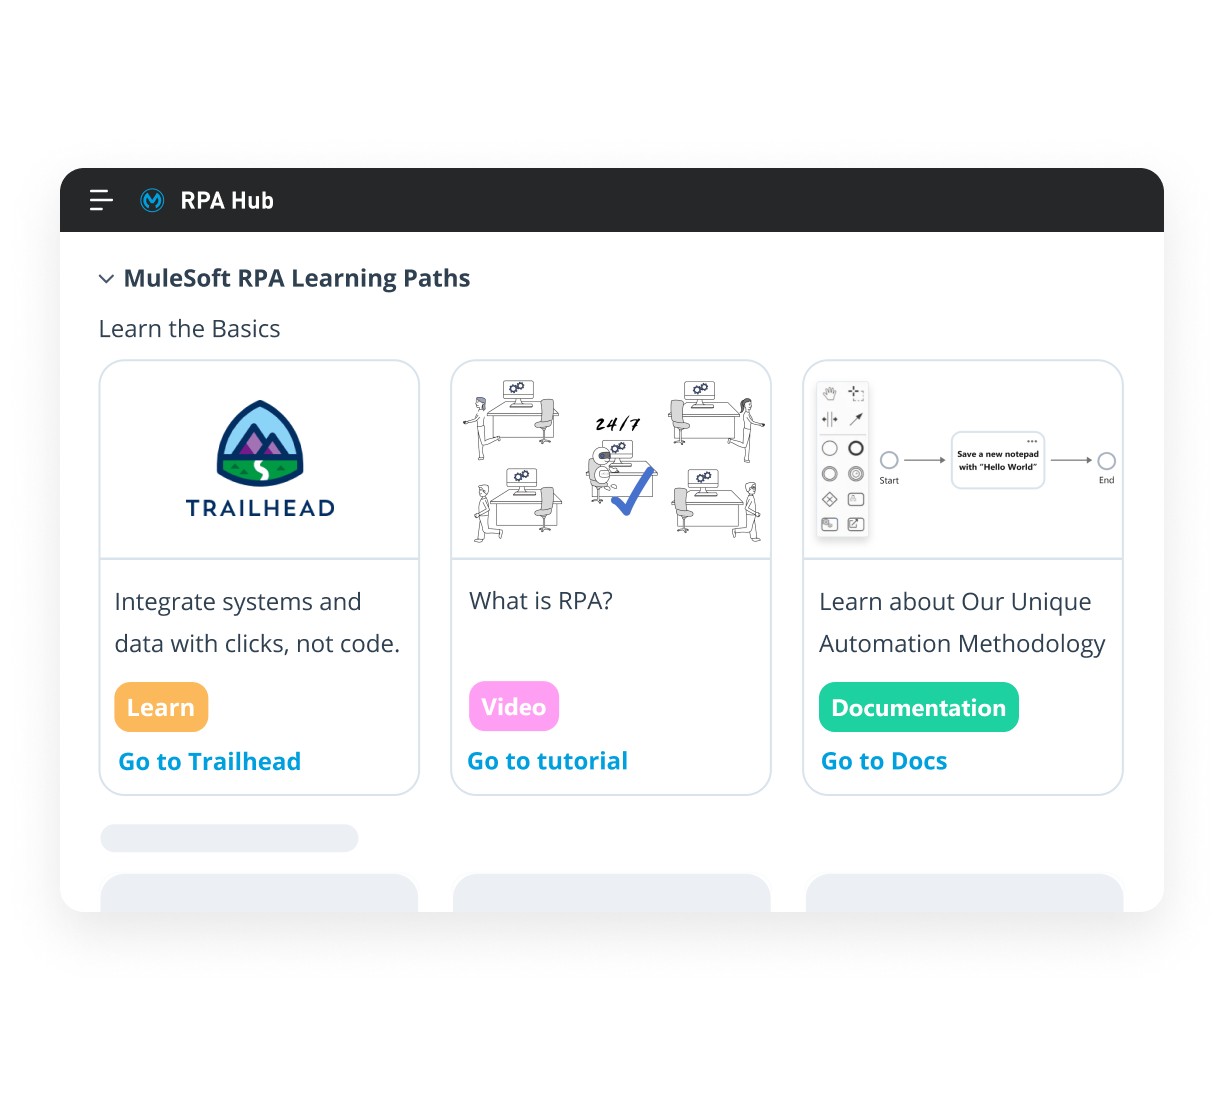 RPA Hub
MuleSoft RPA Learning Paths
Learn the Basics
TRAILHEAD
Integrate systems and
data with clicks, not code.
Learn
Go to Trailhead
24/7
What is RPA?
Video
Go to tutorial
Start
Save a new notepad
with “Hello World”
End
Learn about Our Unique
Automation Methodology
Documentation
Go to Docs